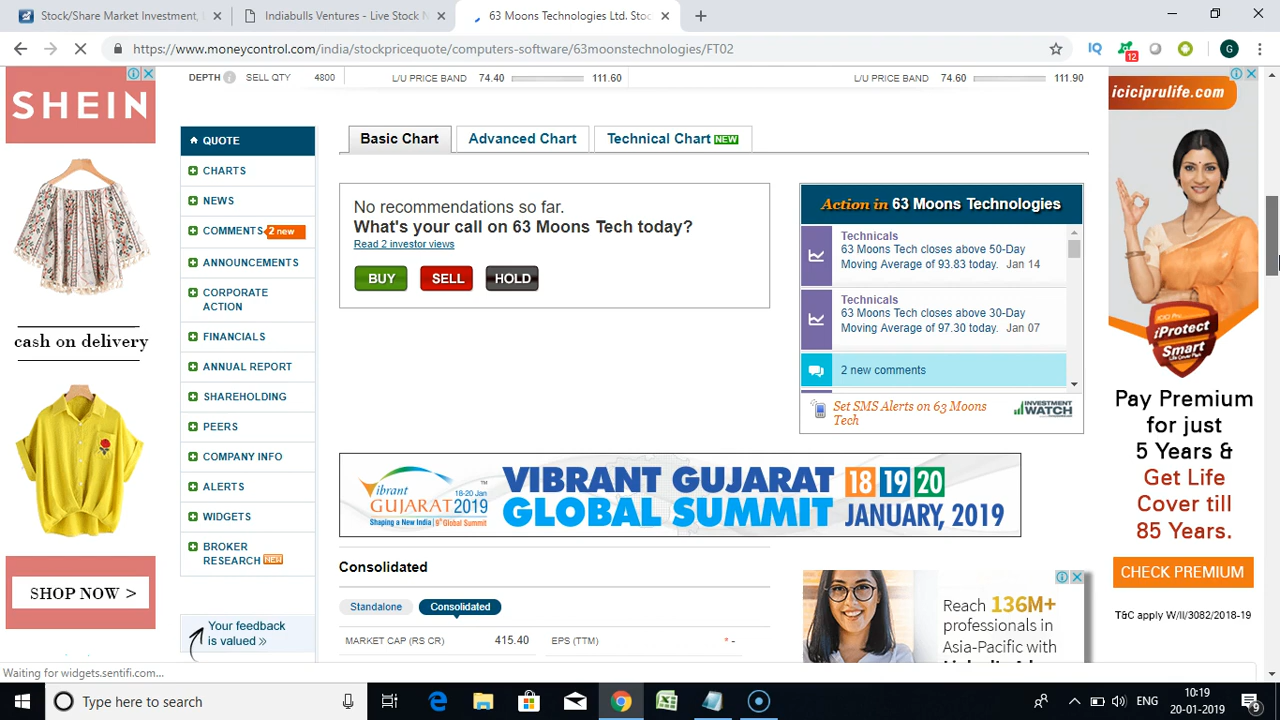 Stock/Share Market Investment,
Indiabulls Ventures - Live Stock
63 Moons Technologies Ltd. Stoc
https://www.moneycontrol.com/india/stockpricequote/computers-software/63moonstechnologies/FT02
12
G
DEPTH SELL QTY 4800
L/U PRICE BAND 74.40 111.60
L/U PRICE BAND 74.60 111.90
SHEIN
cash on delivery
SHOP NOW >
QUOTE
CHARTS
NEWS
COMMENTS 2 new
ANNOUNCEMENTS
CORPORATE
ACTION
FINANCIALS
ANNUAL REPORT
SHAREHOLDING
PEERS
COMPANY INFO
ALERTS
WIDGETS
BROKER
RESEARCH NEW
Your feedback
is valued »
Basic Chart Advanced Chart Technical Chart NEW
No recommendations so far.
What's your call on 63 Moons Tech today?
Read 2 investor views
BUY SELL HOLD
Action in 63 Moons Technologies
Technicals
63 Moons Tech closes above 50-Day
Moving Average of 93.83 today. Jan 14
Technicals
63 Moons Tech closes above 30-Day
Moving Average of 97.30 today. Jan 07
2 new comments
Set SMS Alerts on 63 Moons
Tech
INVESTMENT
WATCH
Vibrant
GUJARAT 18-20 Jan
2019
Shaping a New India 9th Global Summit
VIBRANT GUJARAT 18 19 20
GLOBAL SUMMIT JANUARY, 2019
Consolidated
Standalone Consolidated
MARKET CAP (RS CR) 415.40
EPS (TTM) * -
Reach 136M+
professionals in
Asia-Pacific with
iciciprulife.com
ICICI Pru
iProtect
Smart
Pay Premium
for just
5 Years &
Get Life
Cover till
85 Years.
CHECK PREMIUM
T&C apply W/II/3082/2018-19
Waiting for widgets.sentifi.com...
Type here to search
ENG
10:19
20-01-2019
9